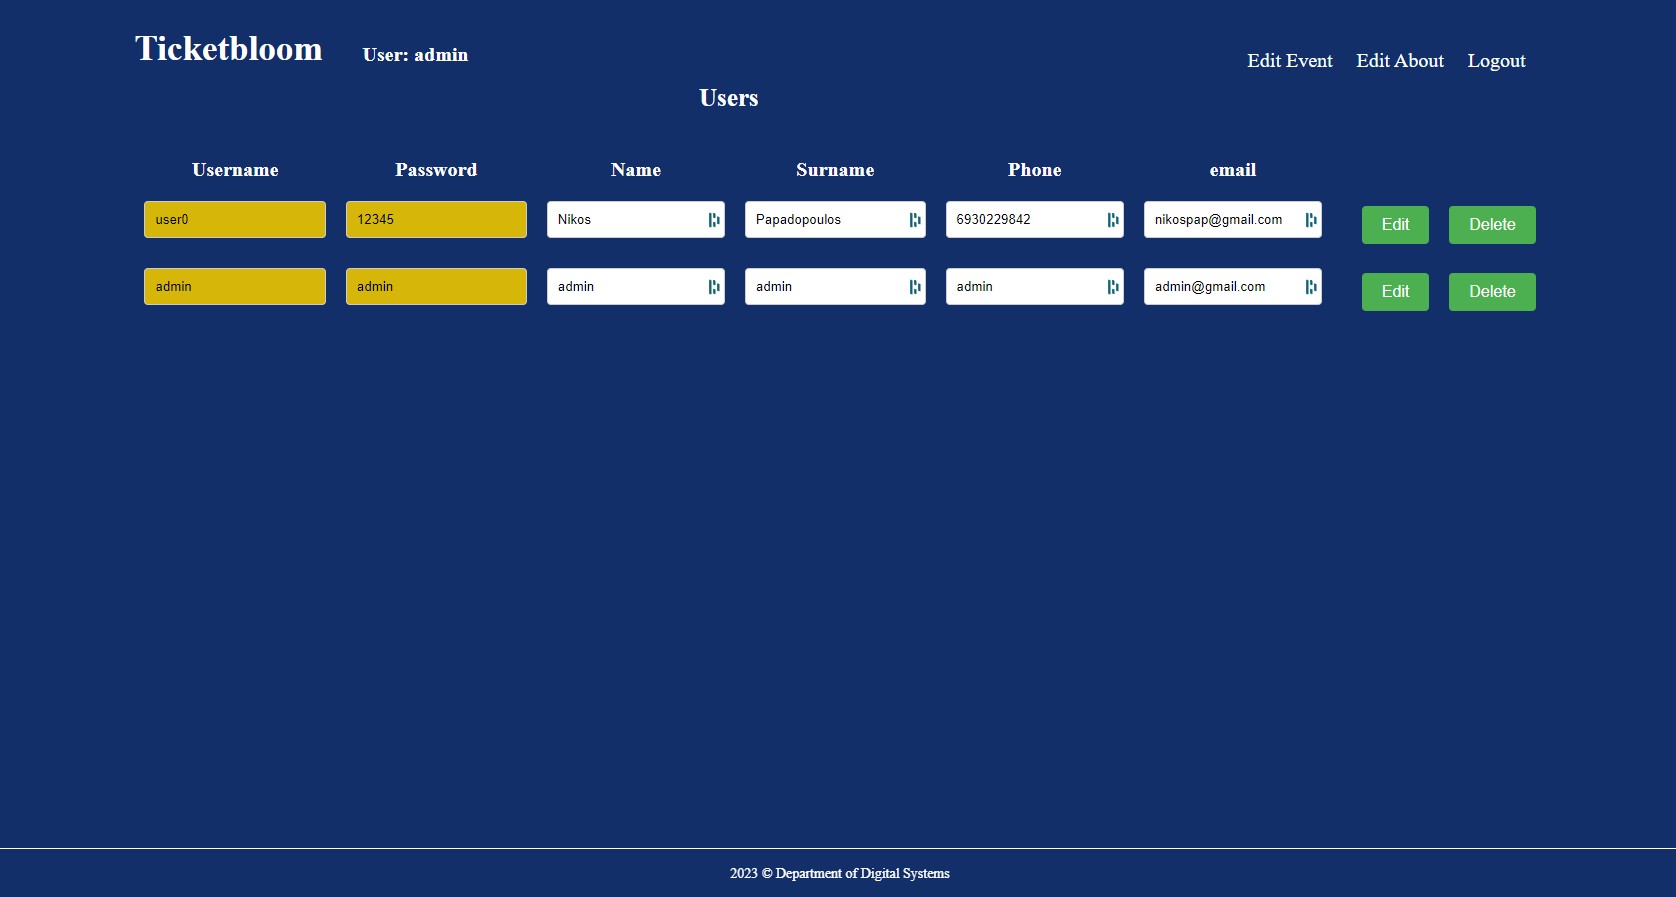 Ticketbloom User: admin Edit Event Edit About Logout
Users
Username Password Name Surname Phone email
user0 12345 Nikos Papadopoulos 6930229842 nikospap@gmail.com Edit Delete
admin admin admin admin admin admin@gmail.com Edit Delete
2023 © Department of Digital Systems